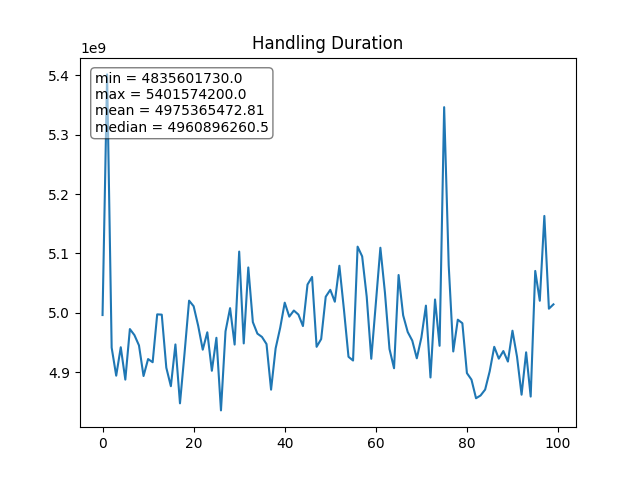 Handling Duration
1e9
min = 4835601730.0
max = 5401574200.0
mean = 4975365472.81
median = 4960896260.5
5.4
5.3
5.2
5.1
5.0
4.9
0 20 40 60 80 100